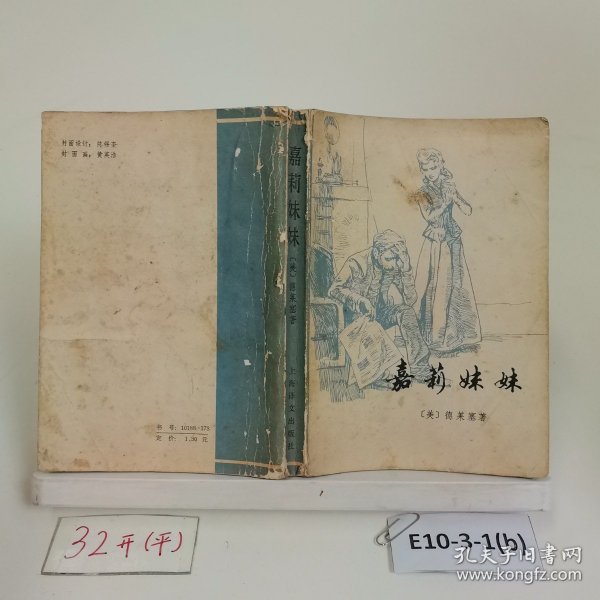 封面设计：陈锦荃
封面画：黄英浩
书号：10188·173
定价：1.30元
嘉莉妹妹
〔美〕德莱塞著
上海译文出版社
嘉莉妹妹
〔美〕德莱塞著
32开(平)
E10-3-1(b)
孔夫子旧书网
www.kongfz.com